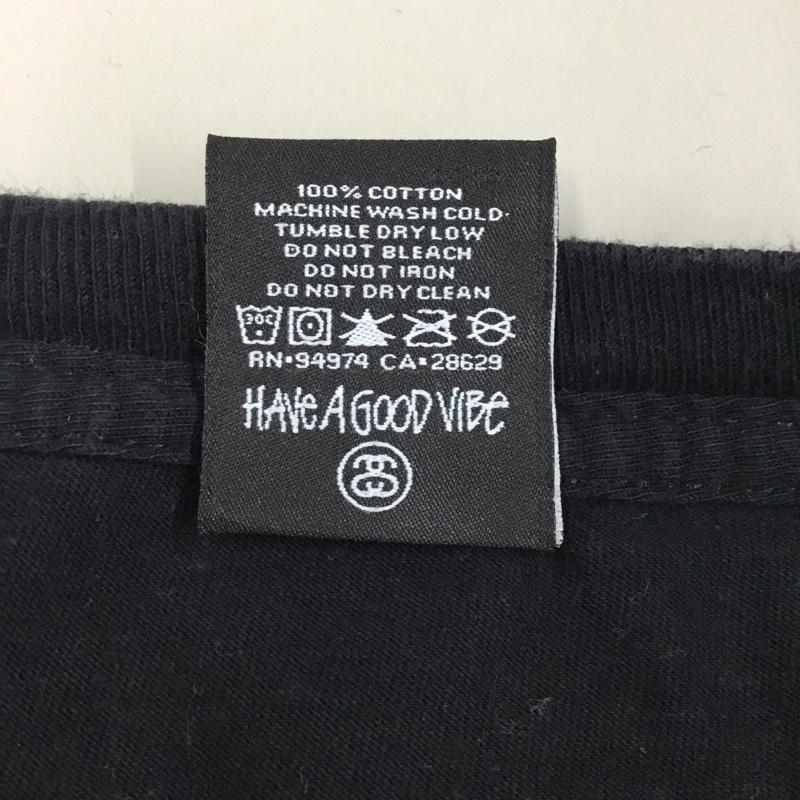 100% COTTON
MACHINE WASH COLD·
TUMBLE DRY LOW
DO NOT BLEACH
DO NOT IRON
DO NOT DRY CLEAN
30C
RN·94974 CA·28629
HAVE A GOOD VIBE